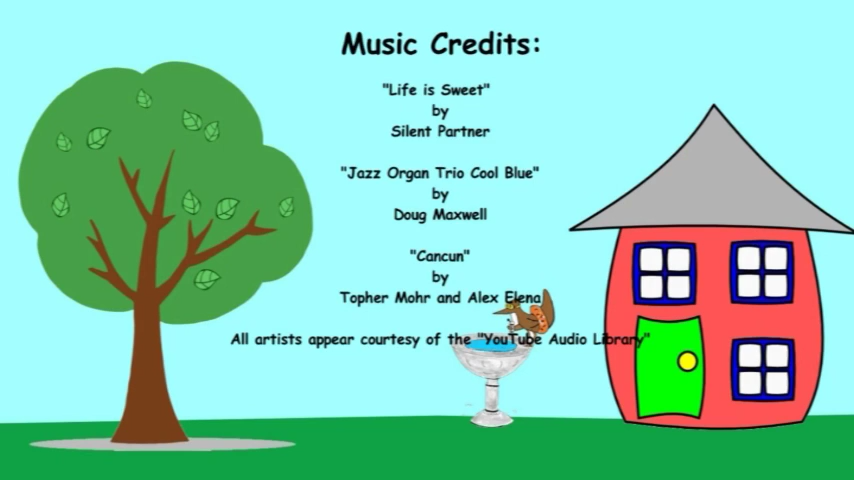 Music Credits:
"Life is Sweet"
by
Silent Partner
"Jazz Organ Trio Cool Blue"
by
Doug Maxwell
"Cancun"
by
Topher Mohr and Alex Elena
All artists appear courtesy of the "YouTube Audio Library"